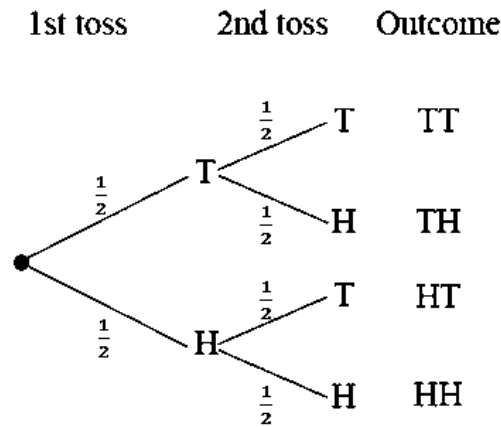 1st toss 2nd toss Outcome
1/2 T TT
1/2 T
1/2
1/2 H TH
1/2 T HT
1/2 H
1/2 H HH